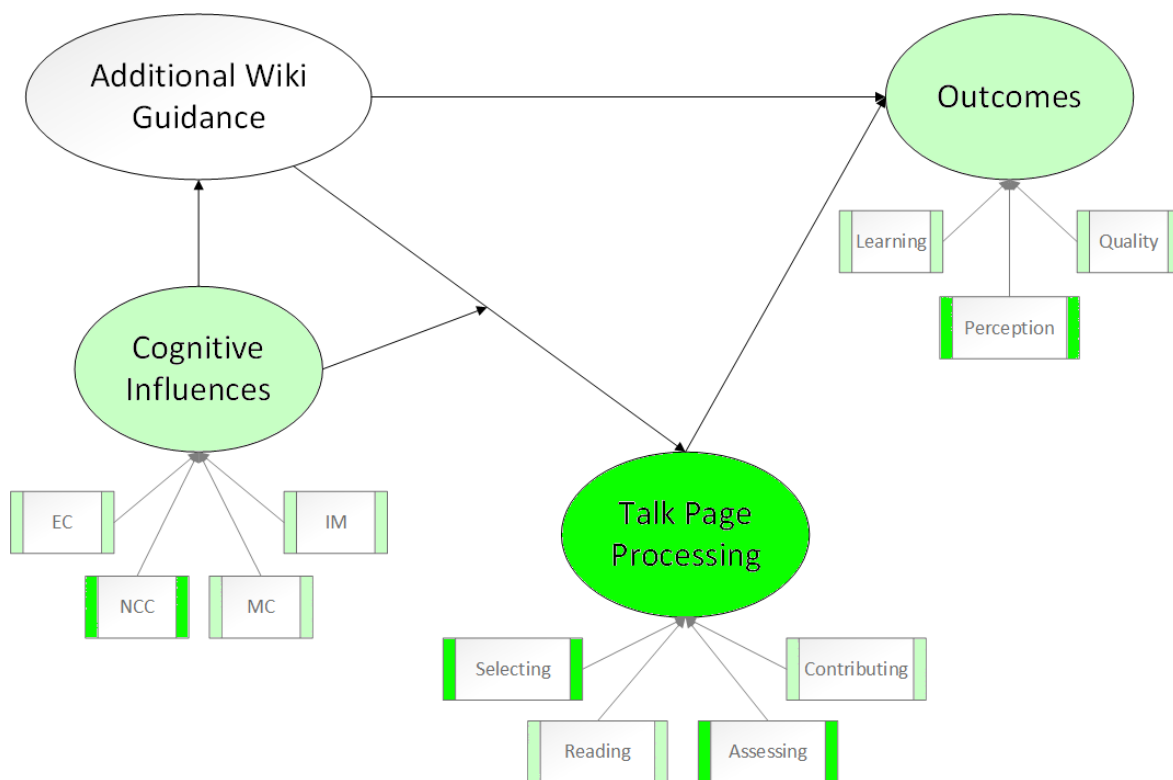 Additional Wiki
Guidance
Outcomes
Learning
Quality
Perception
Cognitive
Influences
EC
IM
NCC
MC
Talk Page
Processing
Selecting
Contributing
Reading
Assessing